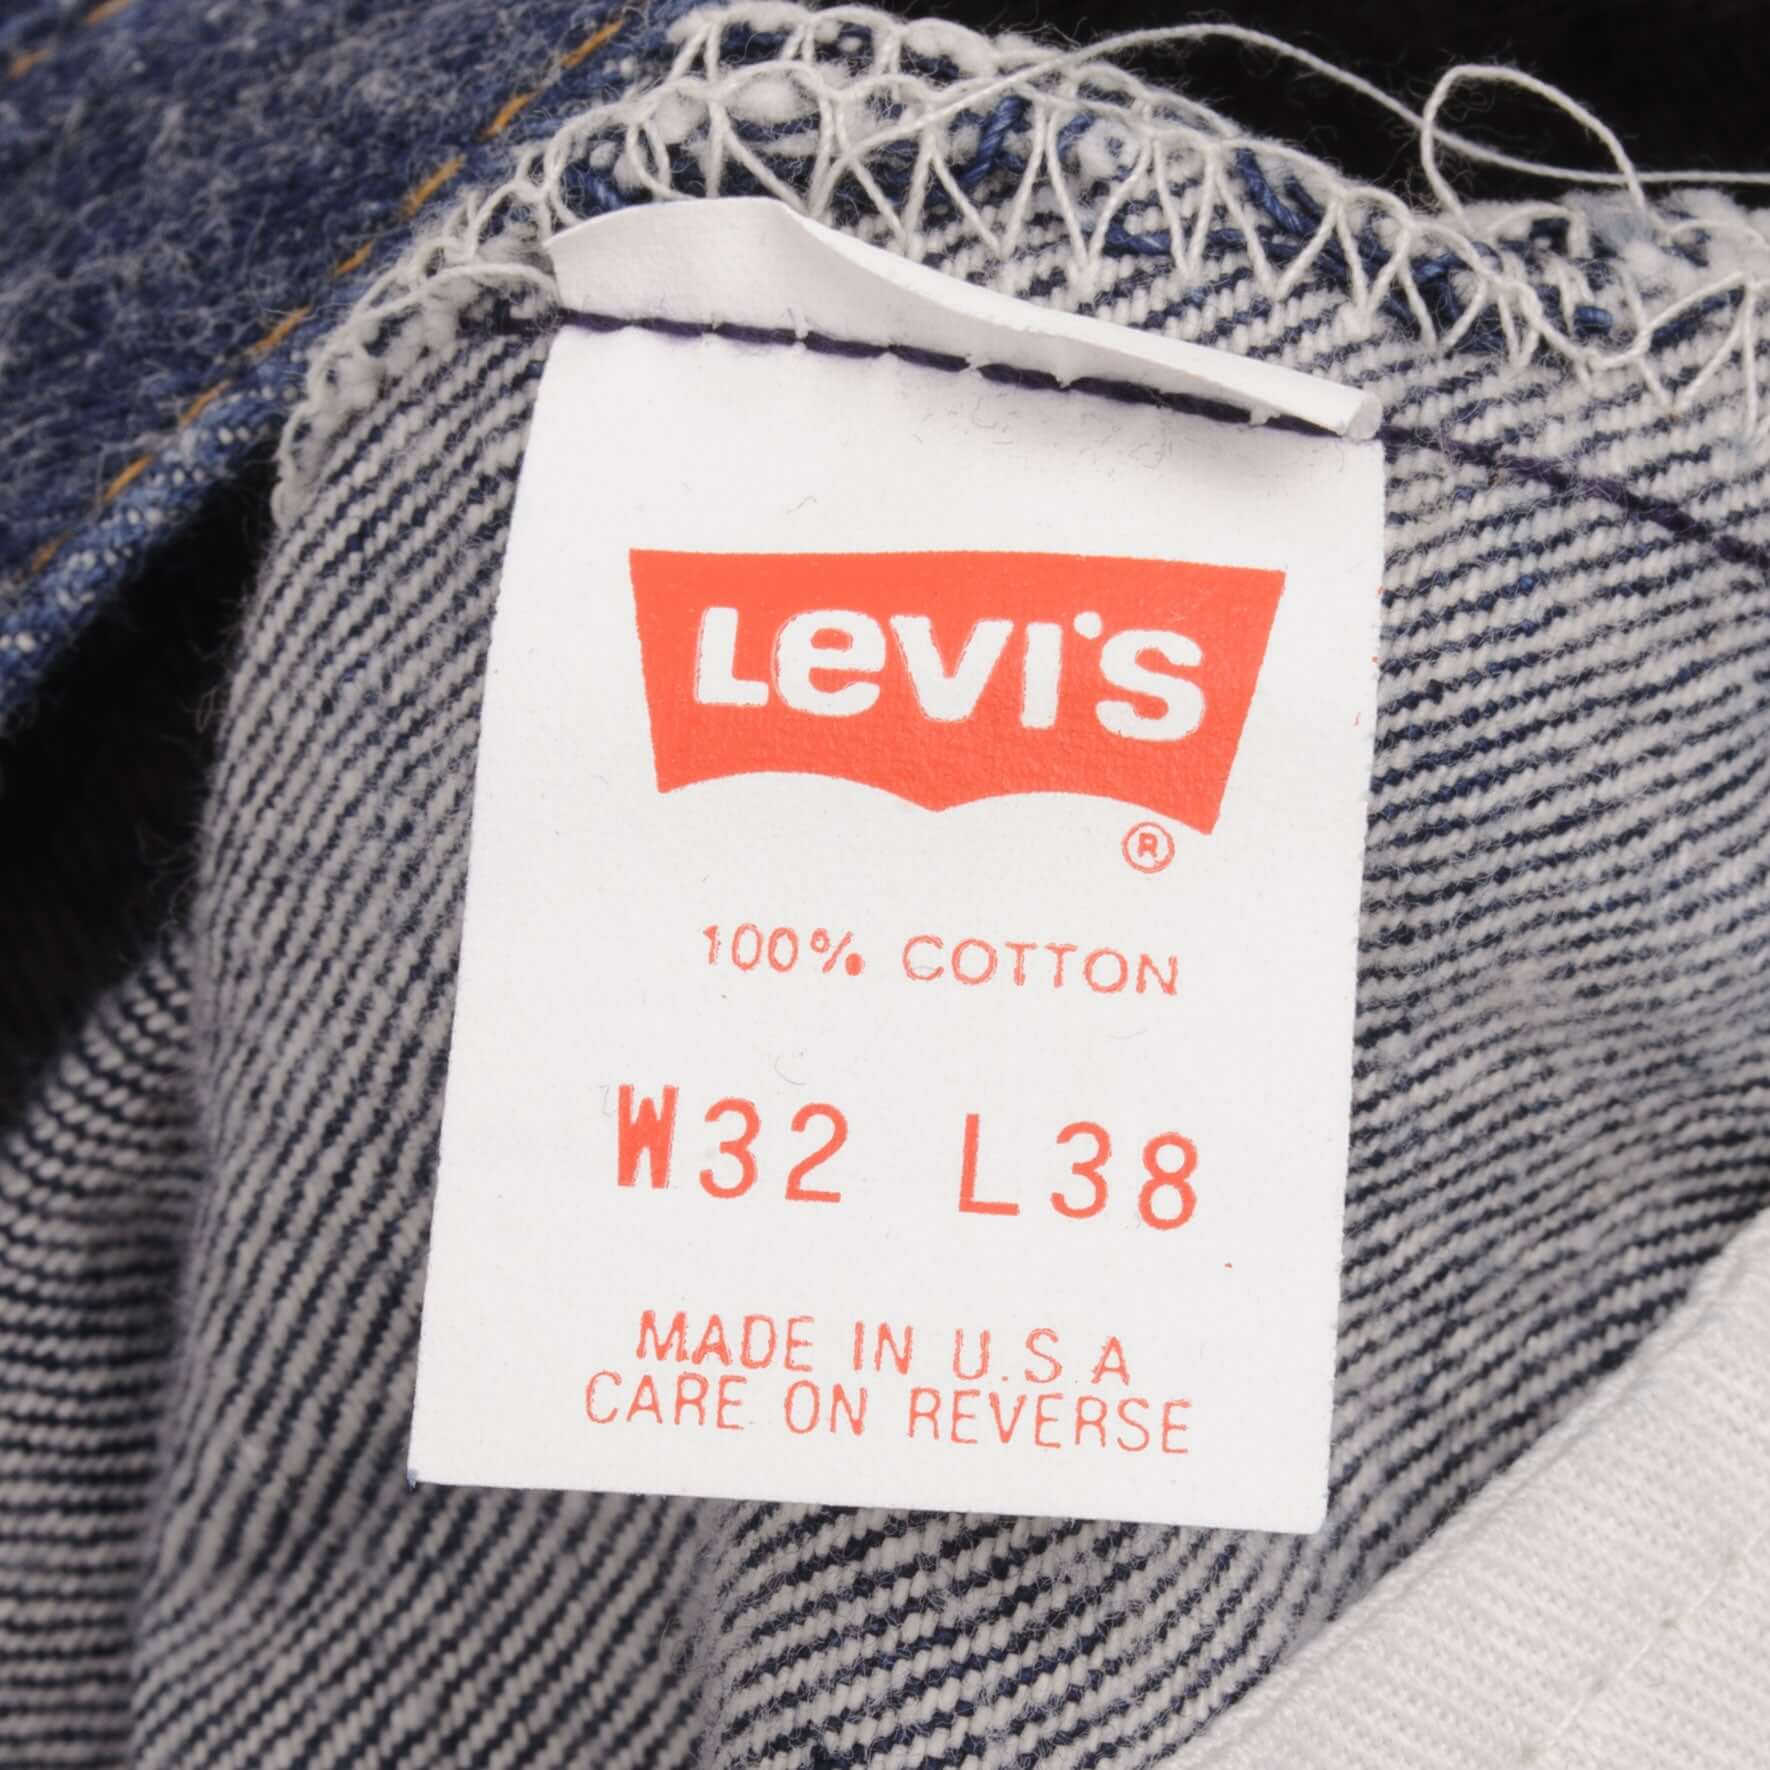 Levi's
®
100% COTTON
W32 L38
MADE IN U.S.A
CARE ON REVERSE